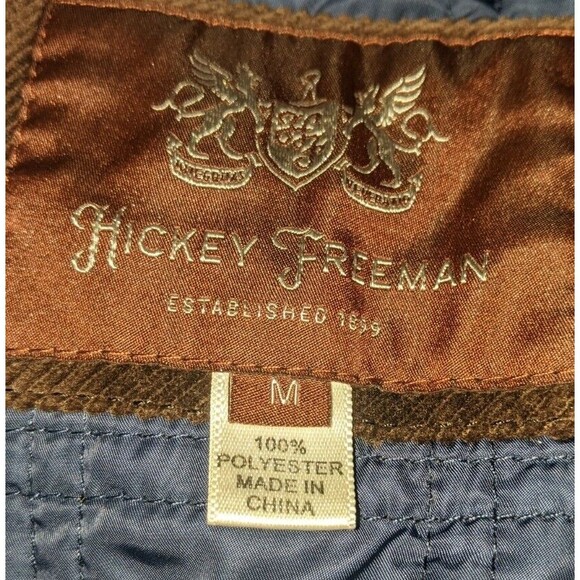 HICKEY FREEMAN
ESTABLISHED 1899
M
100%
POLYESTER
MADE IN
CHINA